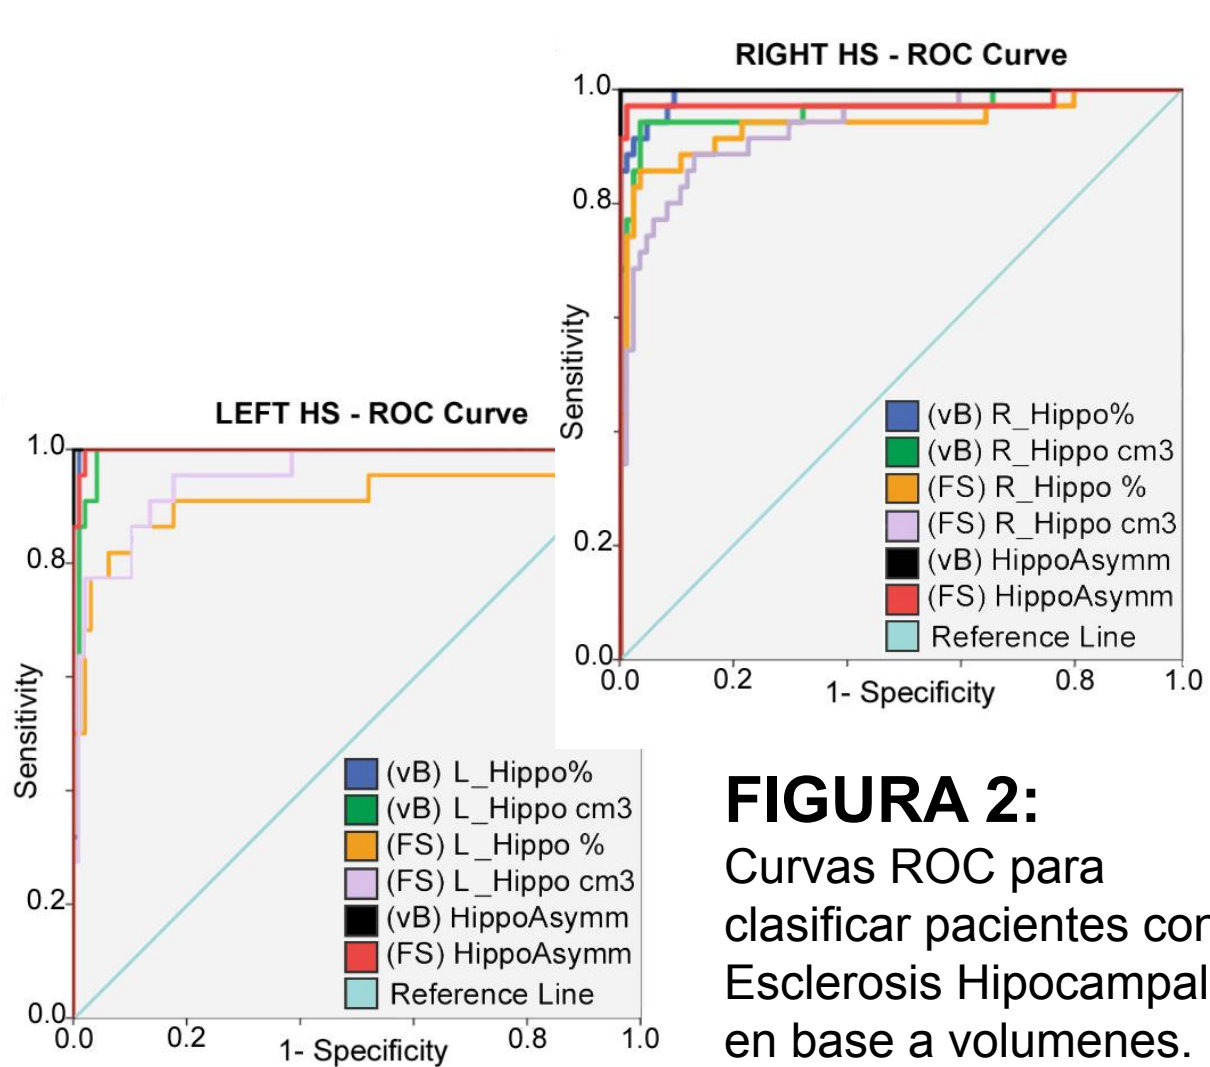 RIGHT HS - ROC Curve
1.0
0.8
0.2
0.0
Sensitivity
(vB) R_Hippo%
(vB) R_Hippo cm3
(FS) R_Hippo %
(FS) R_Hippo cm3
(vB) HippoAsymm
(FS) HippoAsymm
Reference Line
0.0 0.2 0.8 1.0
1- Specificity
LEFT HS - ROC Curve
1.0
0.8
0.2
0.0
Sensitivity
(vB) L_Hippo%
(vB) L_Hippo cm3
(FS) L_Hippo %
(FS) L_Hippo cm3
(vB) HippoAsymm
(FS) HippoAsymm
Reference Line
0.0 0.2 0.8 1.0
1- Specificity
FIGURA 2:
Curvas ROC para
clasificar pacientes con
Esclerosis Hipocampal
en base a volumenes.